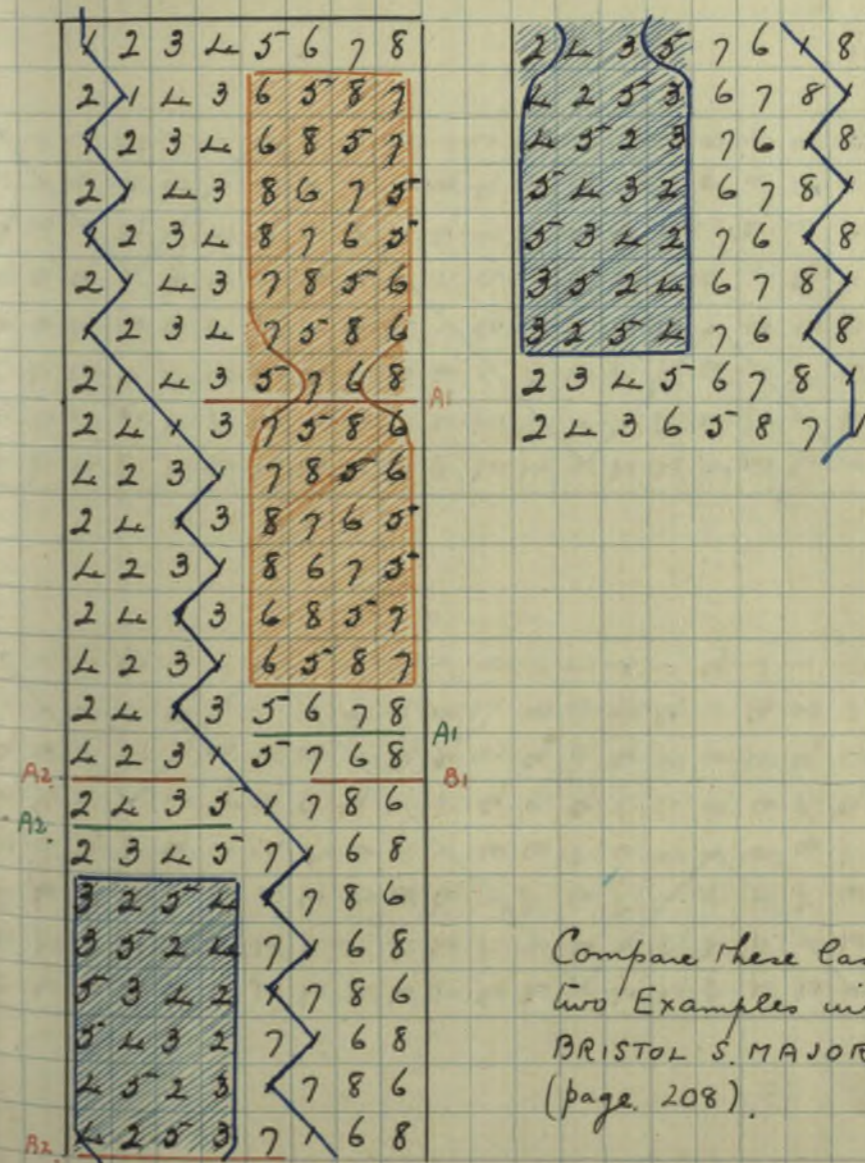 1 2 3 4 5 6 7 8
2 1 4 3 6 5 8 7
1 2 3 4 6 8 5 7
2 1 4 3 8 6 7 5
1 2 3 4 8 7 6 5
2 1 4 3 7 8 5 6
1 2 3 4 7 5 8 6
2 1 4 3 5 7 6 8
A1
2 4 1 3 7 5 8 6
4 2 3 1 7 8 5 6
2 4 1 3 8 7 6 5
4 2 3 1 8 6 7 5
2 4 1 3 6 8 5 7
4 2 3 1 6 5 8 7
2 4 1 3 5 6 7 8
A1
4 2 3 1 5 7 6 8
A2 B1
2 4 3 5 1 7 8 6
A2.
2 3 4 5 7 1 6 8
3 2 5 4 1 7 8 6
3 5 2 4 7 1 6 8
5 3 4 2 1 7 8 6
5 4 3 2 7 1 6 8
4 5 2 3 1 7 8 6
4 2 5 3 7 1 6 8
B2
2 4 3 5 7 6 1 8
4 2 5 3 6 7 8 1
4 5 2 3 7 6 1 8
5 4 3 2 6 7 8 1
5 3 4 2 7 6 1 8
3 5 2 4 6 7 8 1
3 2 5 4 7 6 1 8
2 3 4 5 6 7 8 1
2 4 3 6 5 8 7 1
Compare these
two Examples
BRISTOL S. MAJOR
(page 208).